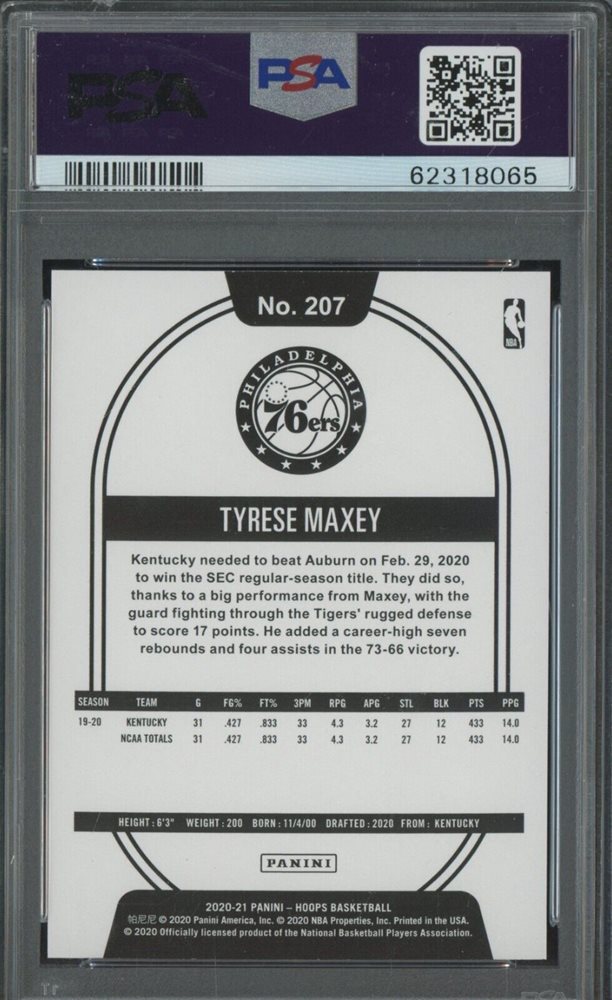 PSA PSA
62318065
No. 207
NBA
PHILADELPHIA
76ers
TYRESE MAXEY
Kentucky needed to beat Auburn on Feb. 29, 2020
to win the SEC regular-season title. They did so,
thanks to a big performance from Maxey, with the
guard fighting through the Tigers' rugged defense
to score 17 points. He added a career-high seven
rebounds and four assists in the 73-66 victory.
SEASON TEAM G FG% FT% 3PM RPG APG STL BLK PTS PPG
19-20 KENTUCKY 31 .427 .833 33 4.3 3.2 27 12 433 14.0
NCAA TOTALS 31 .427 .833 33 4.3 3.2 27 12 433 14.0
HEIGHT: 6'3" WEIGHT: 200 BORN: 11/4/00 DRAFTED: 2020 FROM: KENTUCKY
PANINI
2020-21 PANINI – HOOPS BASKETBALL
帕尼尼 © 2020 Panini America, Inc. © 2020 NBA Properties, Inc. Printed in the USA.
© 2020 Officially licensed product of the National Basketball Players Association.